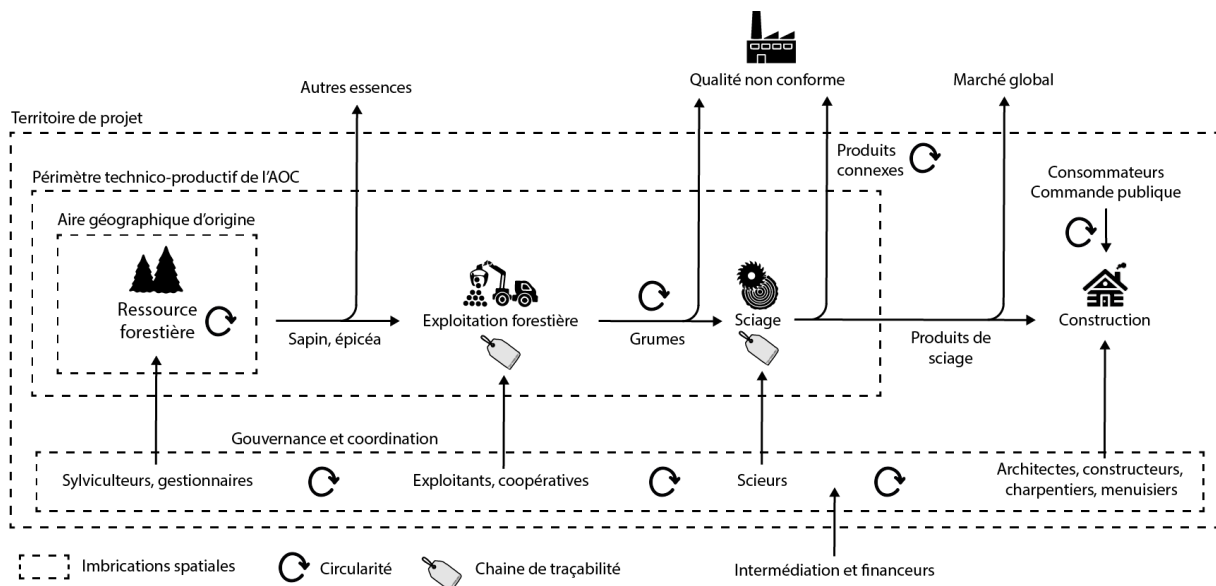 Autres essences
Qualité non conforme
Marché global
Territoire de projet
Produits
connexes
Consommateurs
Commande publique
Périmètre technico-productif de l'AOC
Aire géographique d'origine
Ressource
forestière
Sapin, épicéa
Exploitation forestière
Grumes
Sciage
Produits de
sciage
Construction
Gouvernance et coordination
Sylviculteurs, gestionnaires
Exploitants, coopératives
Scieurs
Architectes, constructeurs,
charpentiers, menuisiers
Imbrications spatiales
Circularité
Chaine de traçabilité
Intermédiation et financeurs